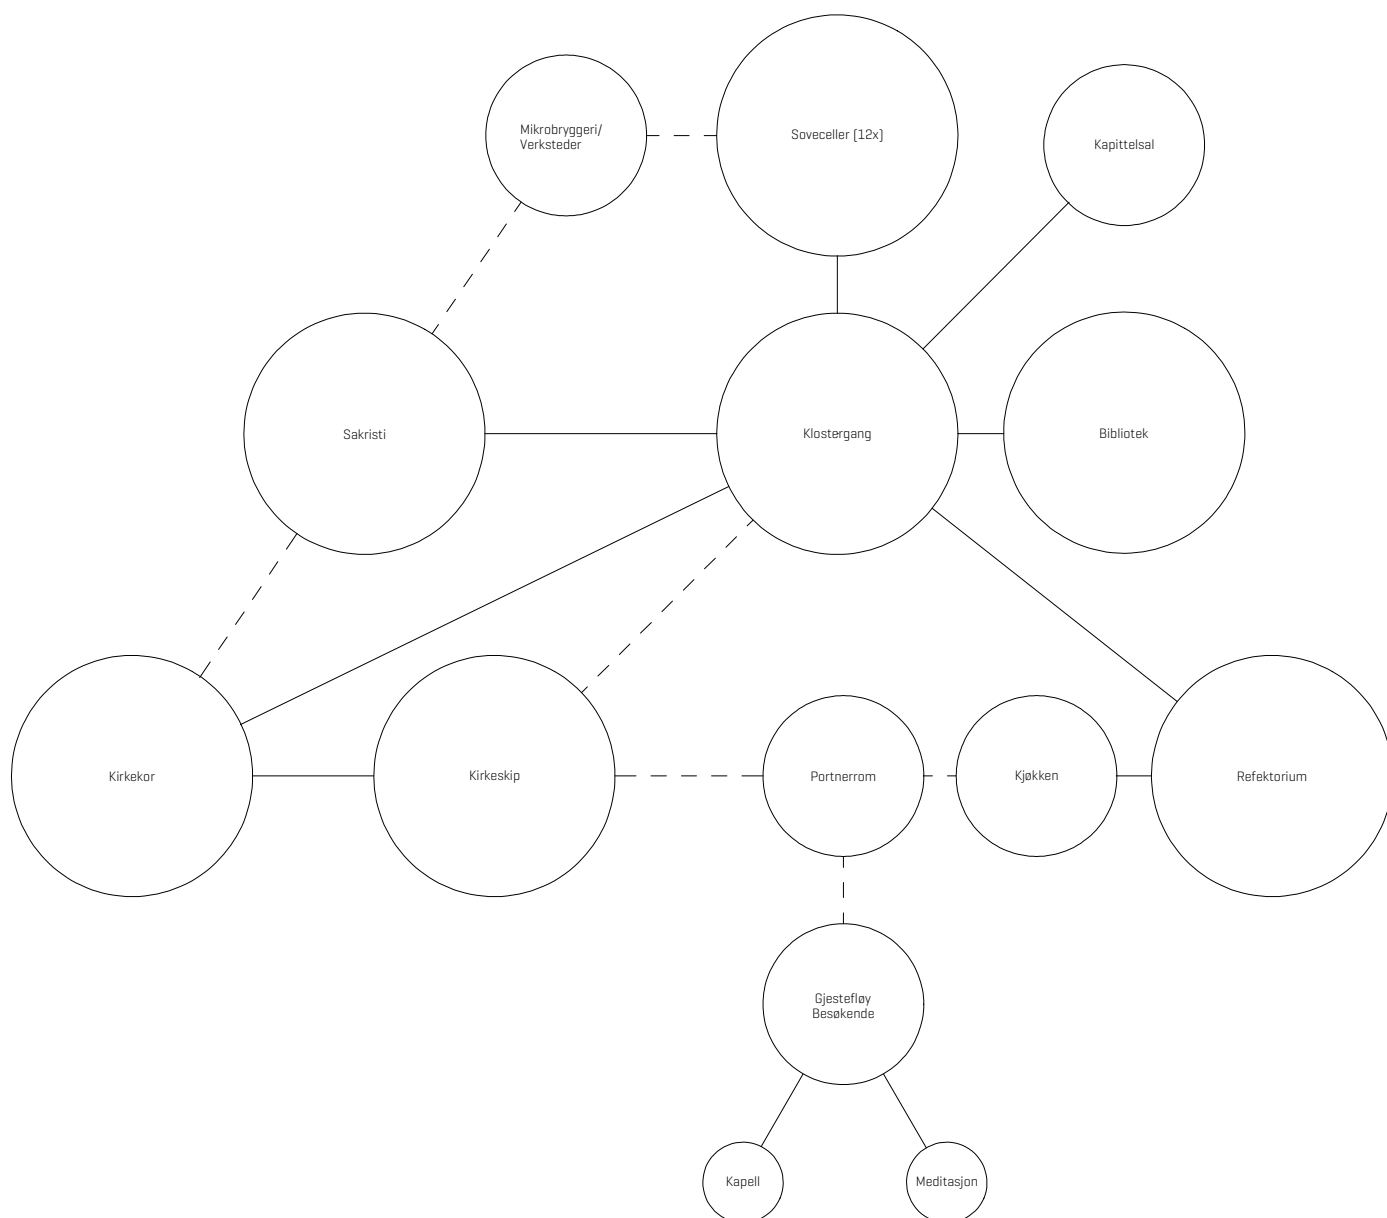 Mikrobryggeri/
Verksteder
Soveceller (12x)
Kapittelsal
Sakristi
Klostergang
Bibliotek
Kirkekor
Kirkeskip
Portnerrom
Kjøkken
Refektorium
Gjestefløy
Besøkende
Kapell
Meditasjon